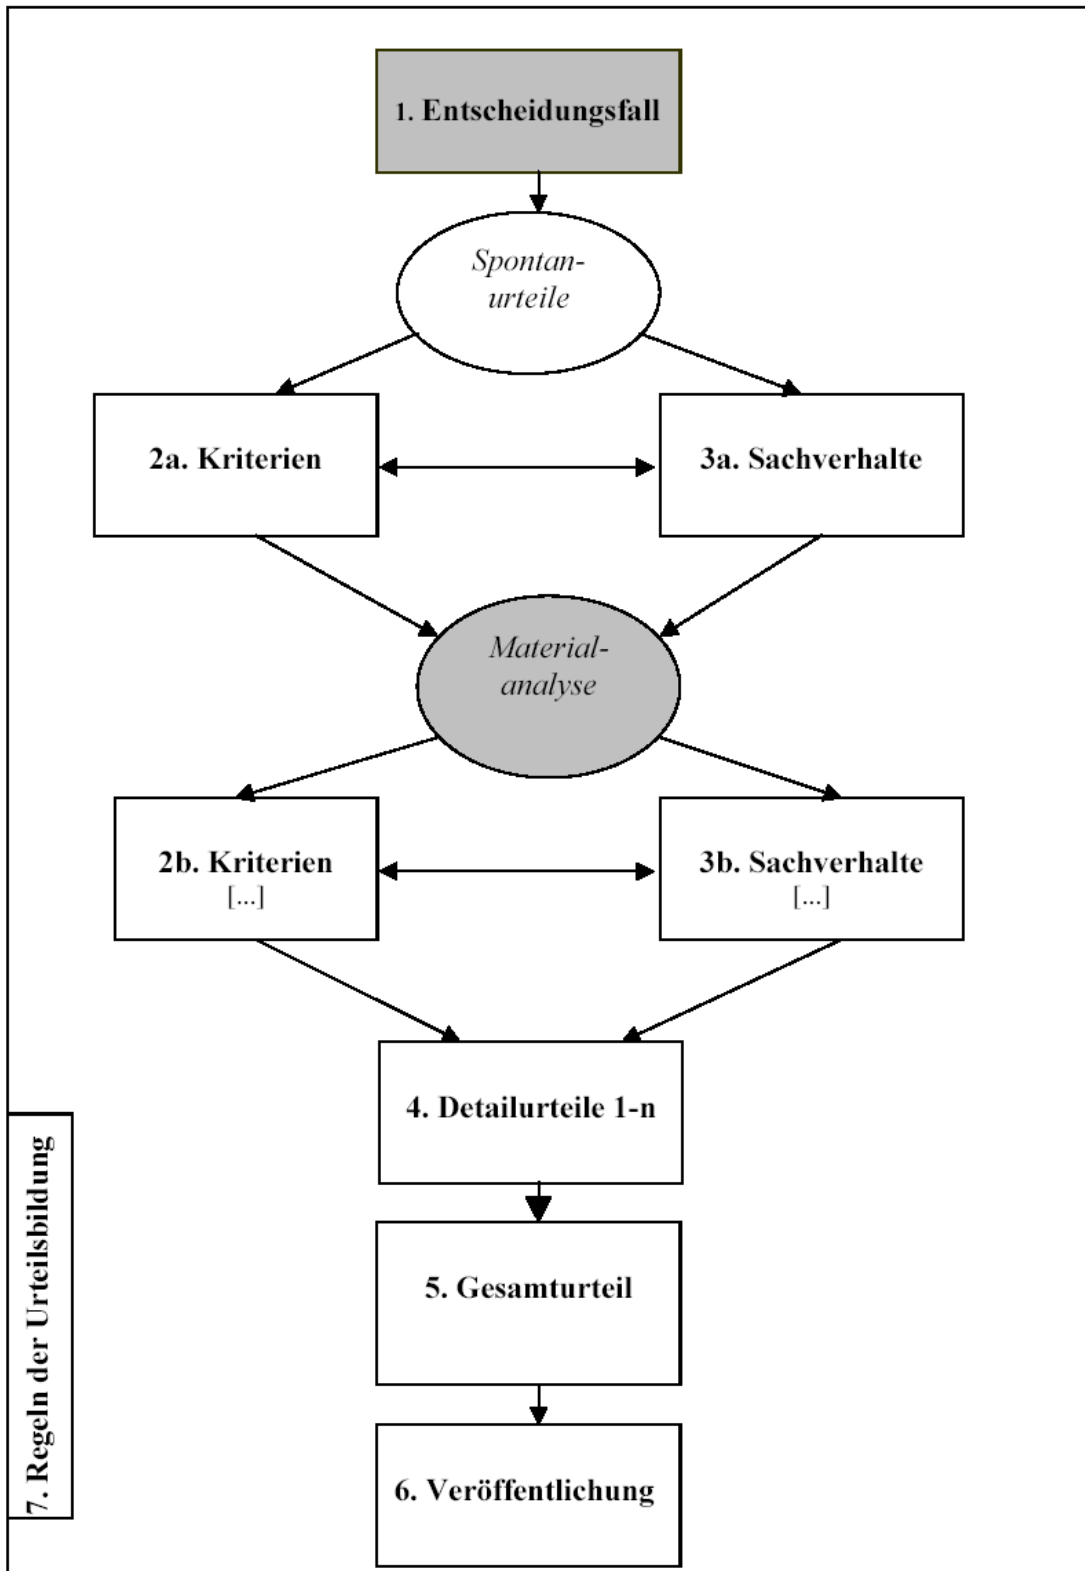 1. Entscheidungsfall
Spontan-
urteile
2a. Kriterien
3a. Sachverhalte
Material-
analyse
2b. Kriterien
[...]
3b. Sachverhalte
[...]
4. Detailurteile 1-n
5. Gesamturteil
6. Veröffentlichung
7. Regeln der Urteilsbildung